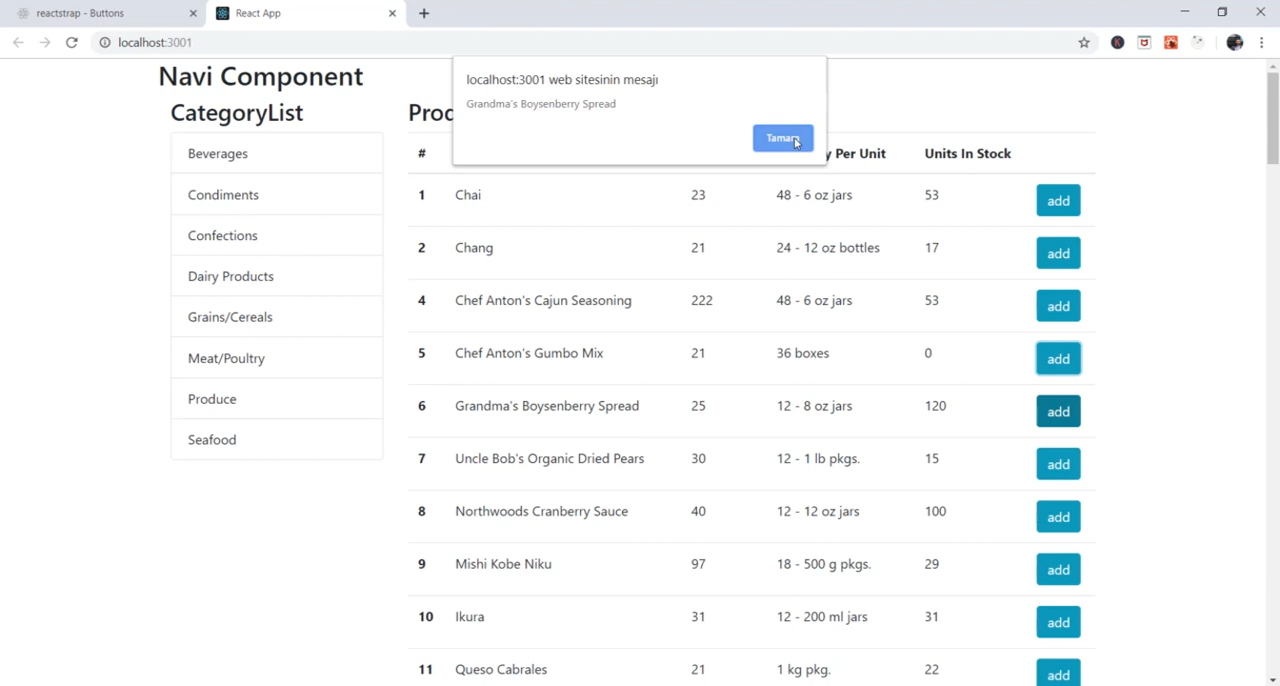 reactstrap - Buttons
React App
localhost:3001
Navi Component
localhost:3001 web sitesinin mesajı
Grandma's Boysenberry Spread
Tamam
CategoryList
Beverages
Condiments
Confections
Dairy Products
Grains/Cereals
Meat/Poultry
Produce
Seafood
# Per Unit Units In Stock
1 Chai 23 48 - 6 oz jars 53 add
2 Chang 21 24 - 12 oz bottles 17 add
4 Chef Anton's Cajun Seasoning 222 48 - 6 oz jars 53 add
5 Chef Anton's Gumbo Mix 21 36 boxes 0 add
6 Grandma's Boysenberry Spread 25 12 - 8 oz jars 120 add
7 Uncle Bob's Organic Dried Pears 30 12 - 1 lb pkgs. 15 add
8 Northwoods Cranberry Sauce 40 12 - 12 oz jars 100 add
9 Mishi Kobe Niku 97 18 - 500 g pkgs. 29 add
10 Ikura 31 12 - 200 ml jars 31 add
11 Queso Cabrales 21 1 kg pkg. 22 add